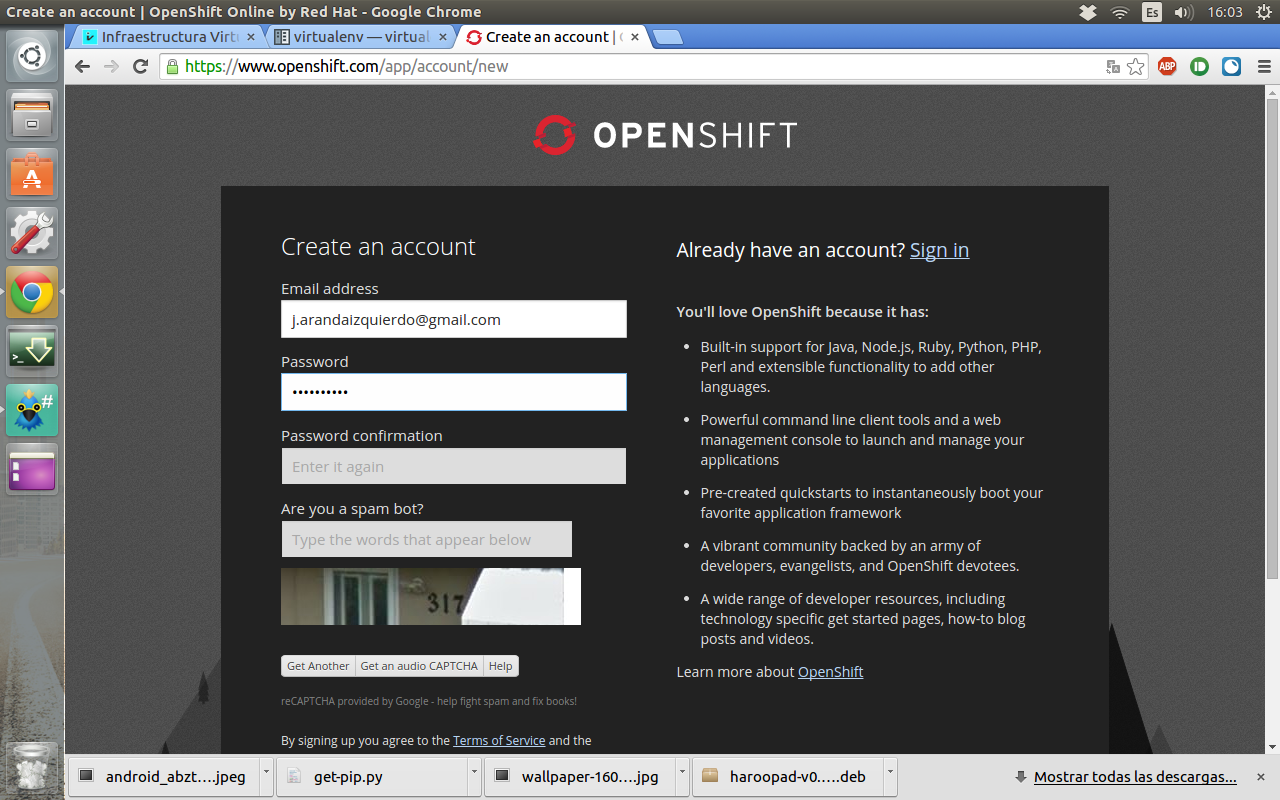 Create an account | OpenShift Online by Red Hat - Google Chrome
Es
16:03
Infraestructura Virt
virtualenv — virtual
Create an account |
https://www.openshift.com/app/account/new
ABP
OPENSHIFT
Create an account
Email address
j.arandaizquierdo@gmail.com
Password
••••••••••
Password confirmation
Enter it again
Are you a spam bot?
Type the words that appear below
317
Get Another
Get an audio CAPTCHA
Help
reCAPTCHA provided by Google - help fight spam and fix books!
By signing up you agree to the Terms of Service and the
Already have an account? Sign in
You'll love OpenShift because it has:
• Built-in support for Java, Node.js, Ruby, Python, PHP,
Perl and extensible functionality to add other
languages.
• Powerful command line client tools and a web
management console to launch and manage your
applications
• Pre-created quickstarts to instantaneously boot your
favorite application framework
• A vibrant community backed by an army of
developers, evangelists, and OpenShift devotees.
• A wide range of developer resources, including
technology specific get started pages, how-to blog
posts and videos.
Learn more about OpenShift
android_abzt....jpeg
get-pip.py
wallpaper-160....jpg
haroopad-v0.....deb
Mostrar todas las descargas...